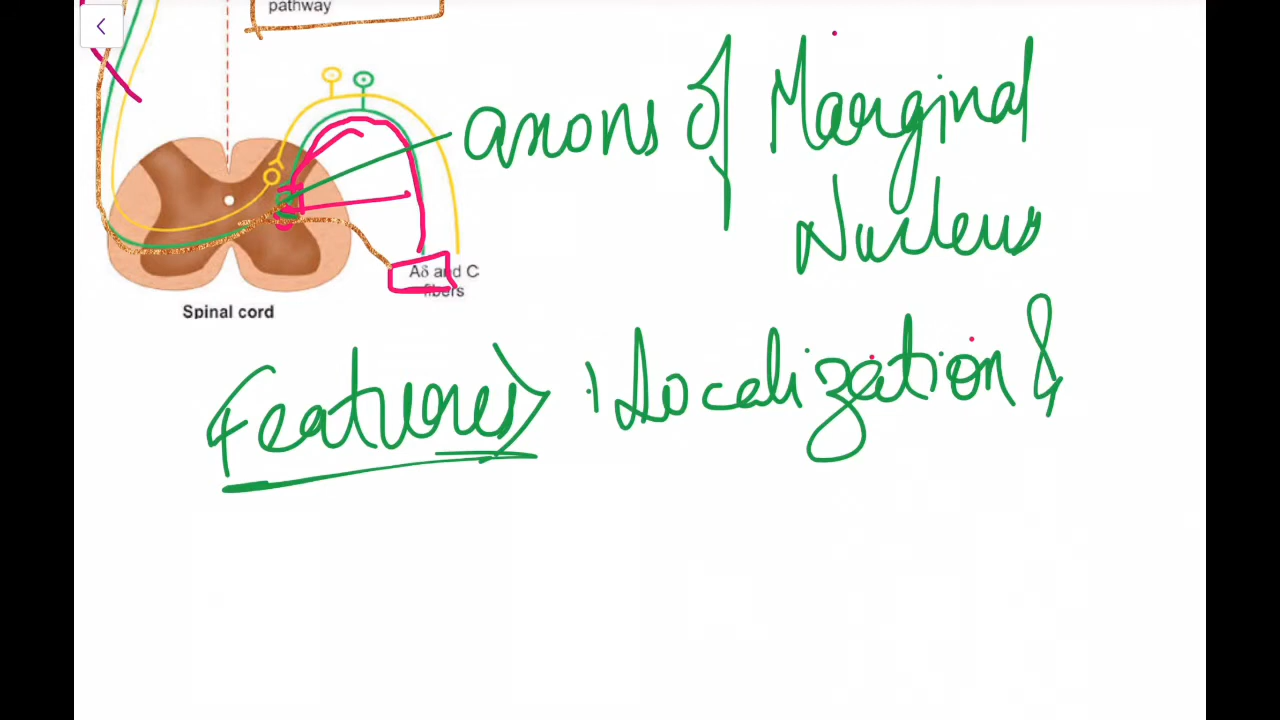 pathway
axons of Marginal
Nucleus
Aδ and C
fibers
Spinal cord
Features : Localization &